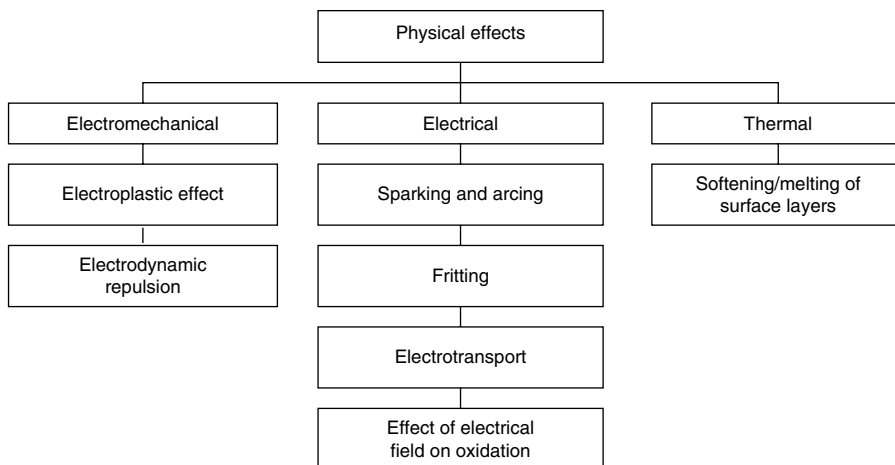 Physical effects
Electromechanical
Electrical
Thermal
Electroplastic effect
Sparking and arcing
Softening/melting of
surface layers
Electrodynamic
repulsion
Fritting
Electrotransport
Effect of electrical
field on oxidation